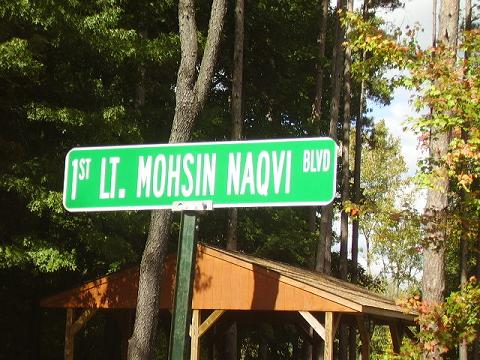 1ST LT. MOHSIN NAQVI BLVD